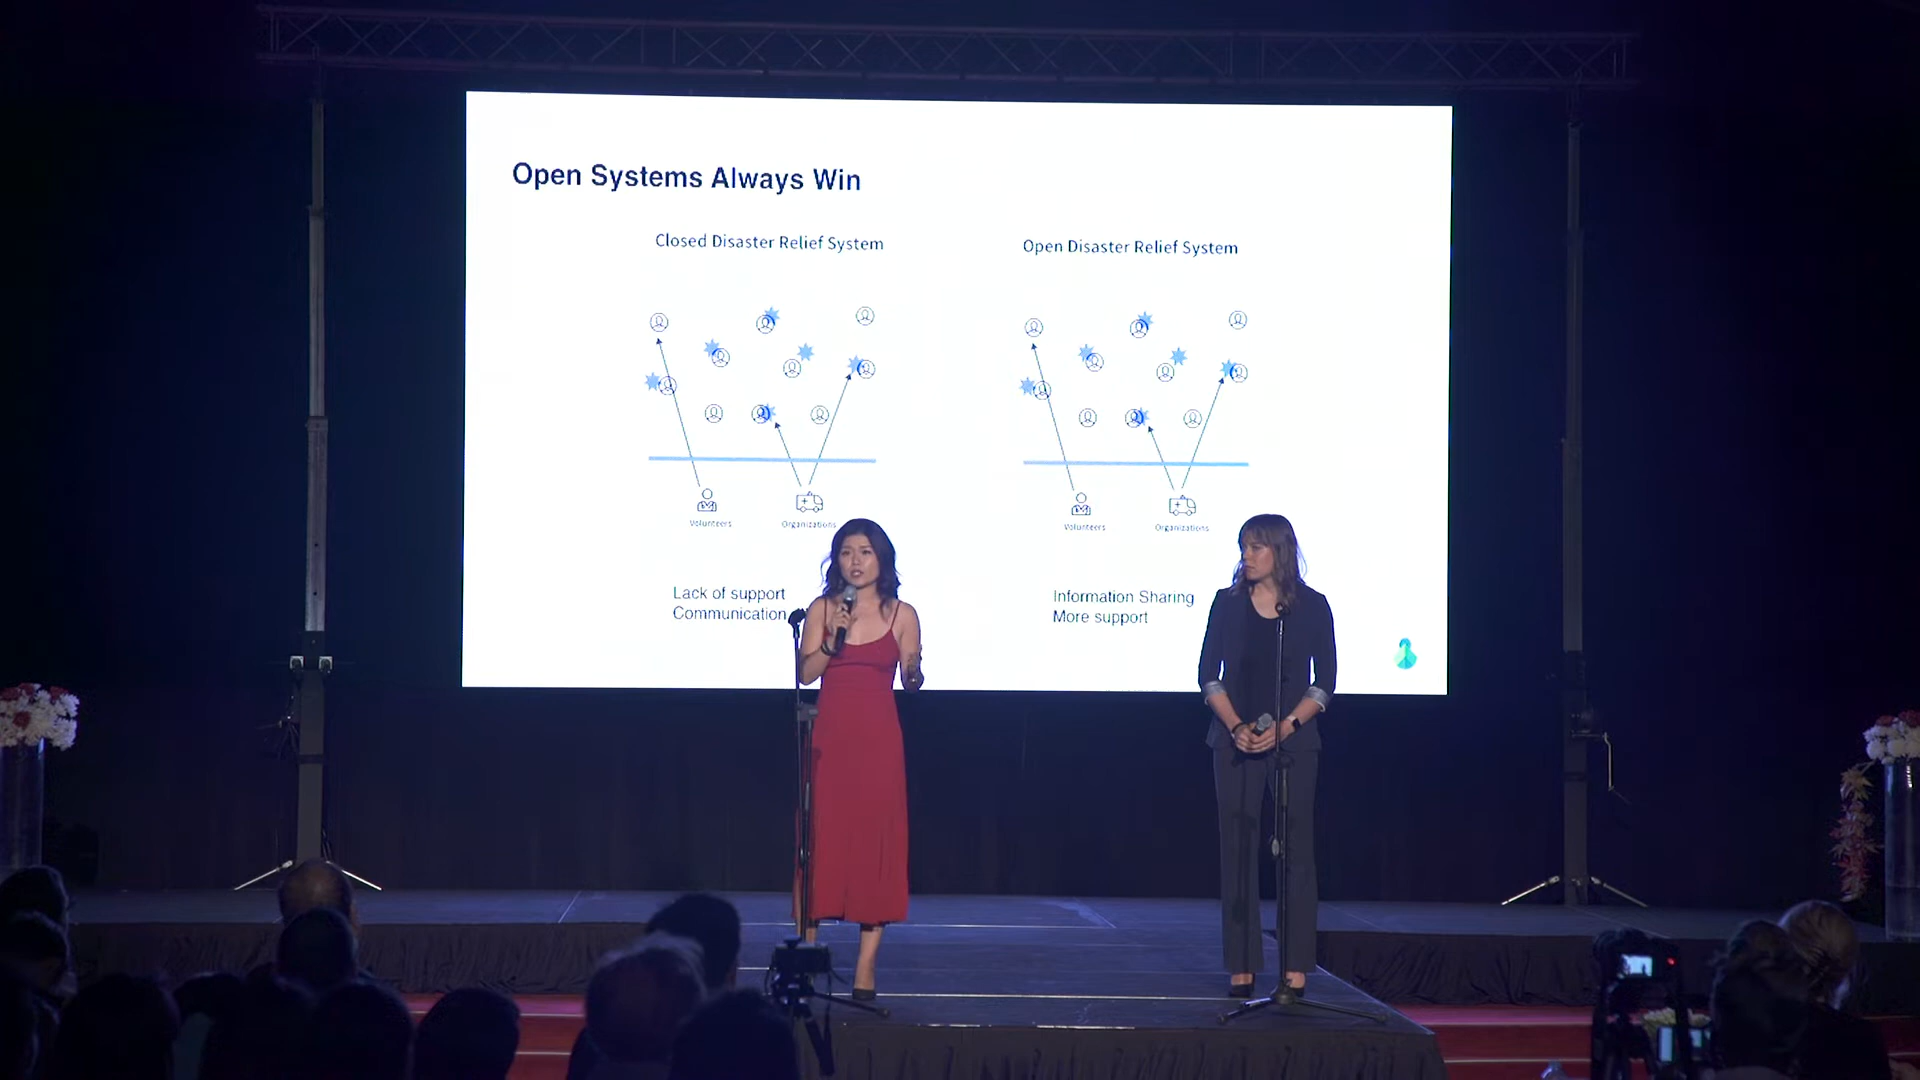 Open Systems Always Win
Closed Disaster Relief System
Open Disaster Relief System
Volunteers
Organizations
Volunteers
Organizations
Lack of support
Communication
Information Sharing
More support